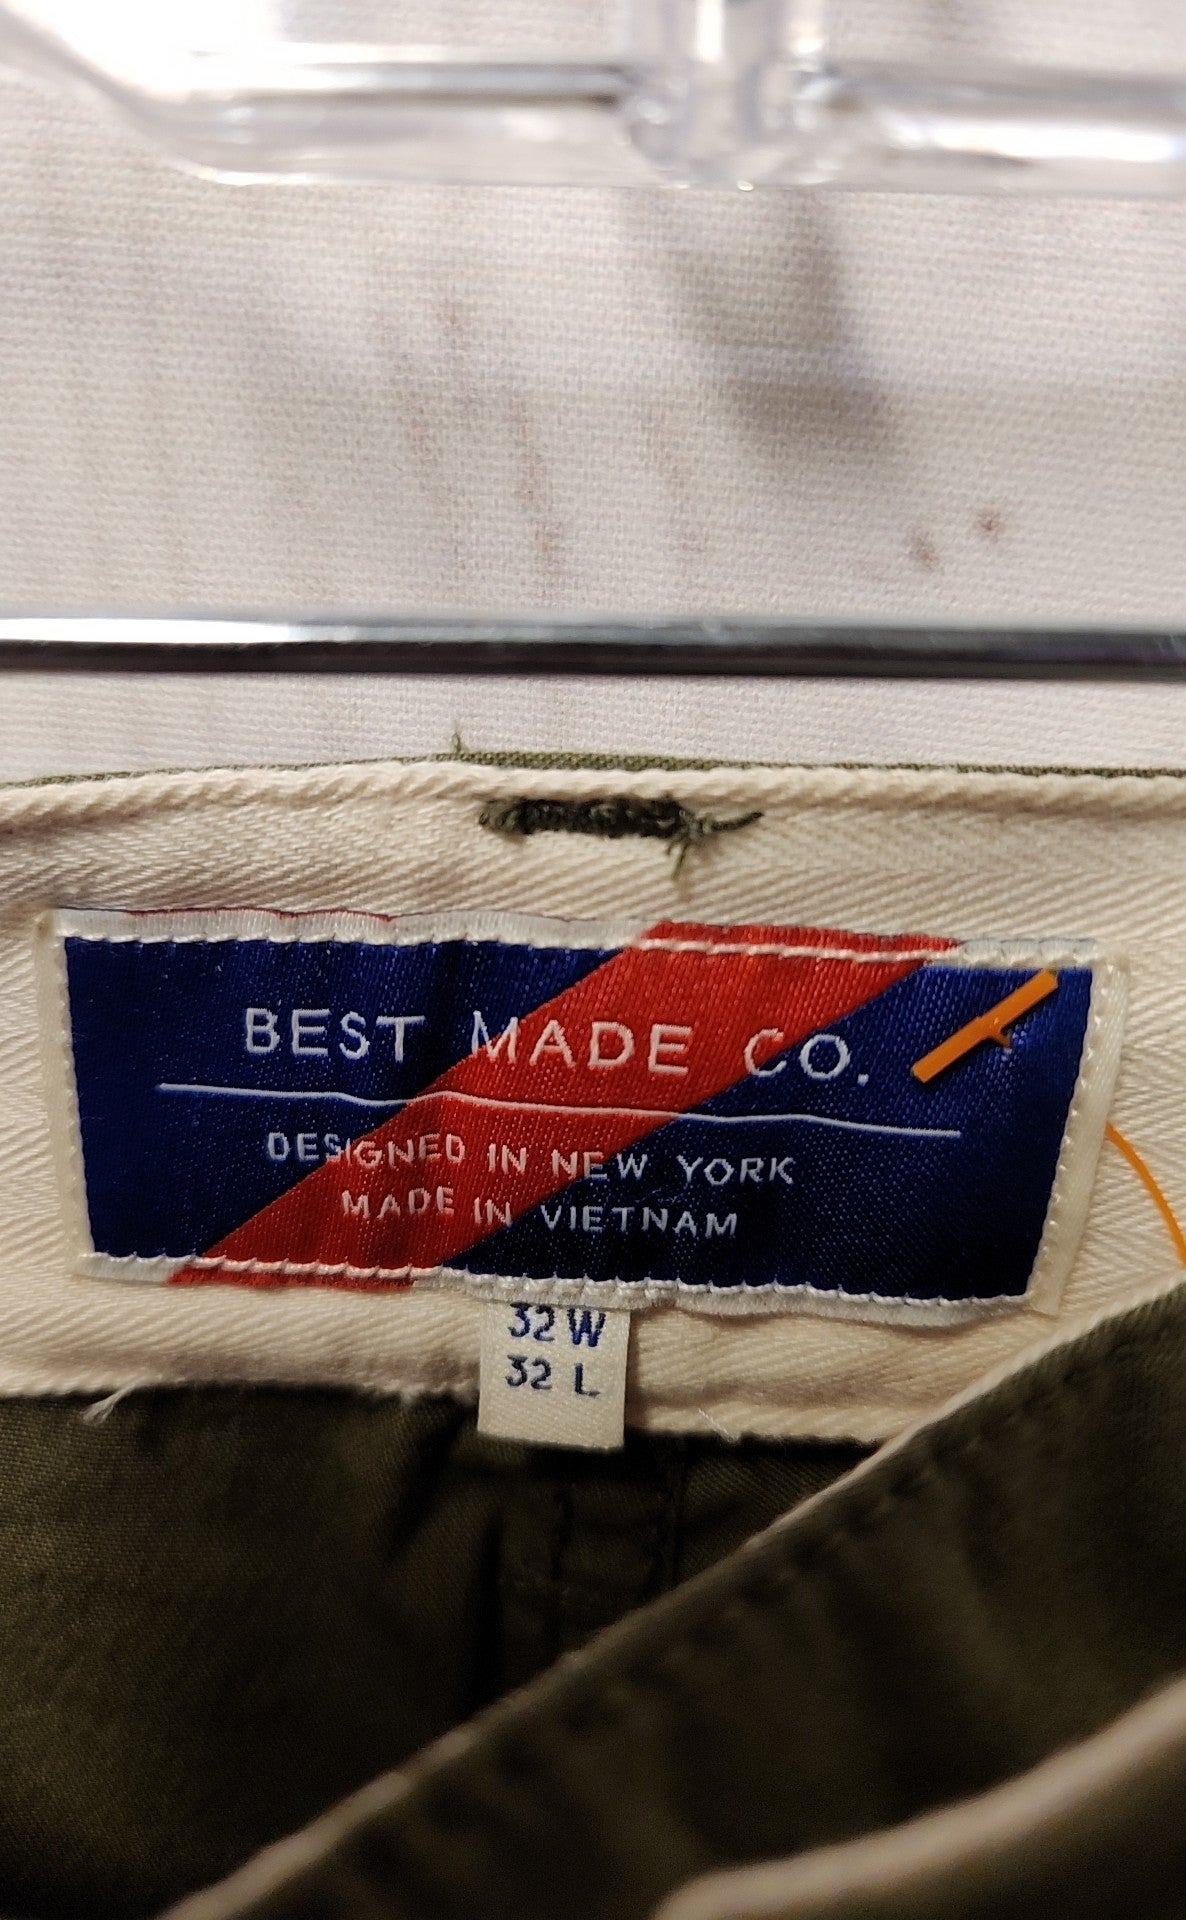 BEST MADE CO.
DESIGNED IN NEW YORK
MADE IN VIETNAM
32 W
32 L